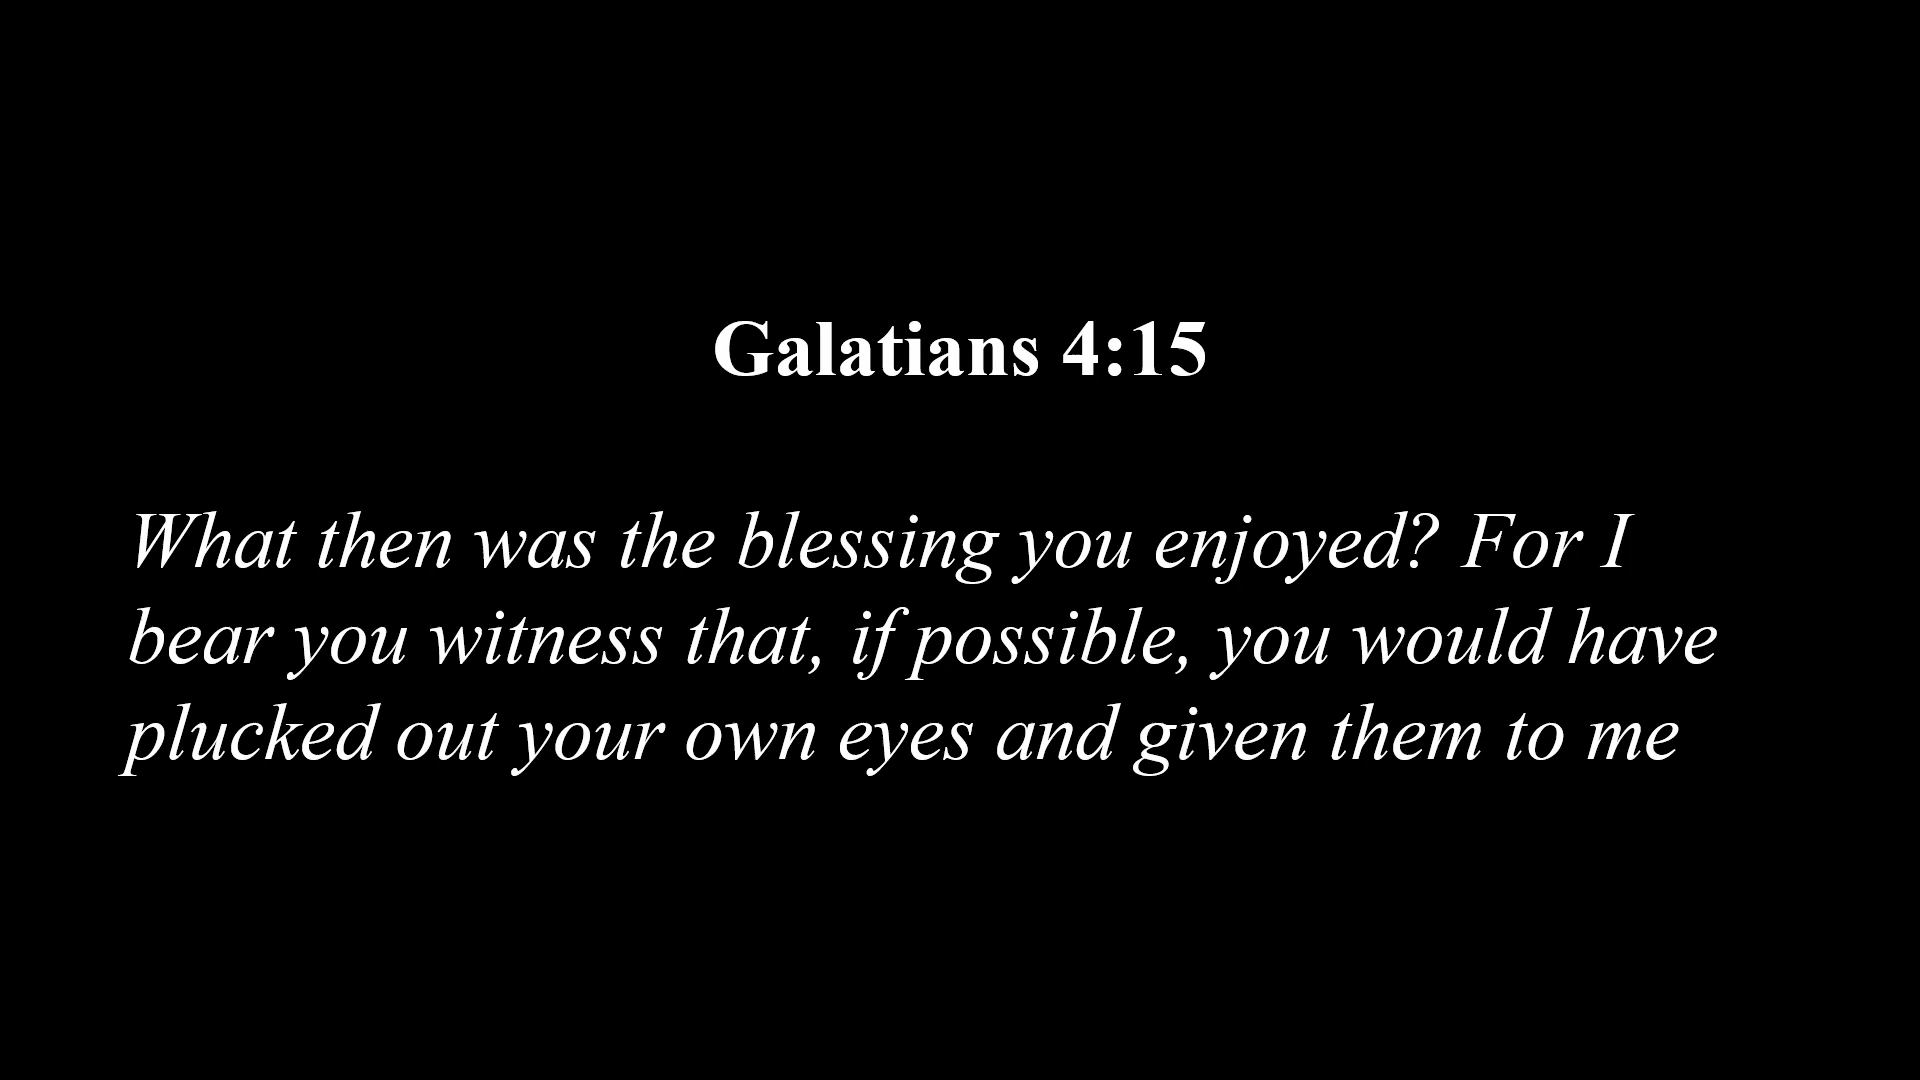 Galatians 4:15
What then was the blessing you enjoyed? For I
bear you witness that, if possible, you would have
plucked out your own eyes and given them to me